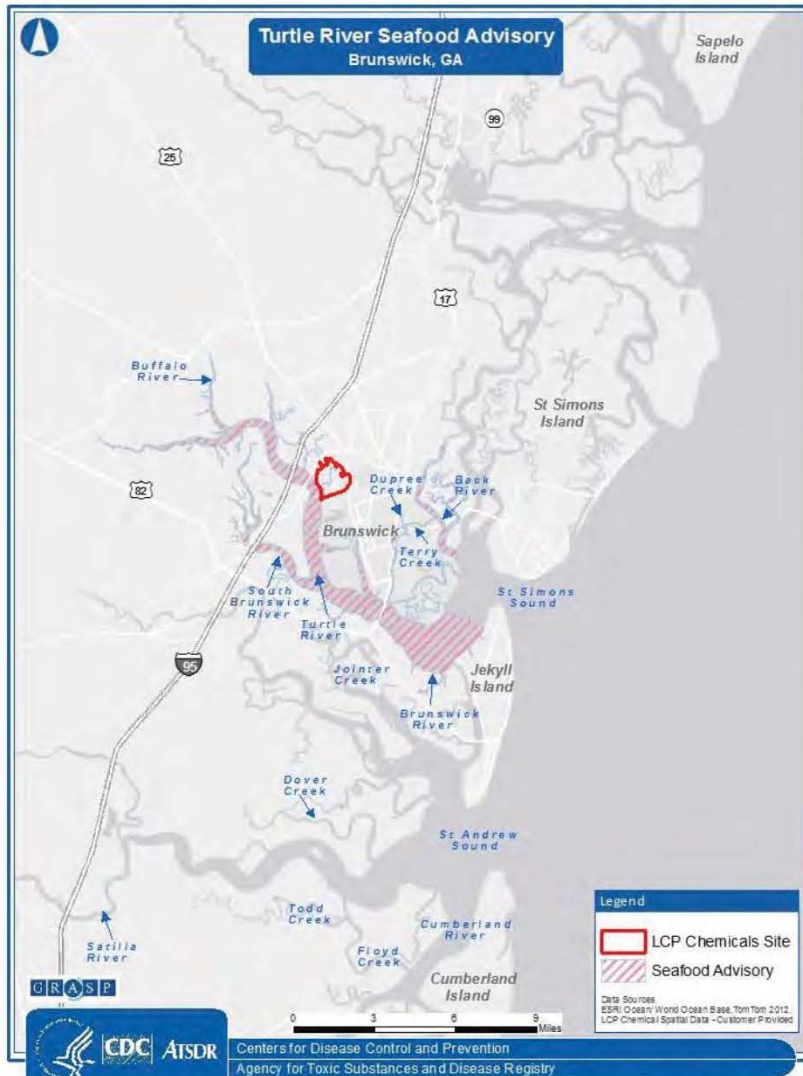 Turtle River Seafood Advisory
Brunswick, GA
Sapelo
Island
99
25
17
Buffalo
River
St Simons
Island
82
Dupree
Creek
Back
River
Brunswick
Terry
Creek
South
Brunswick
River
Turtle
River
St Simons
Sound
95
Jointer
Creek
Jekyll
Island
Brunswick
River
Dover
Creek
St Andrew
Sound
Todd
Creek
Cumberland
River
Satilla
River
Floyd
Creek
Cumberland
Island
GRASP
0 3 6 9
Miles
Legend
LCP Chemicals Site
Seafood Advisory
Data Sources
ESRI Ocean/World Ocean Base, TomTom 2012.
LCP Chemical Spatial Data - Customer Provided
CDC ATSDR
Centers for Disease Control and Prevention
Agency for Toxic Substances and Disease Registry